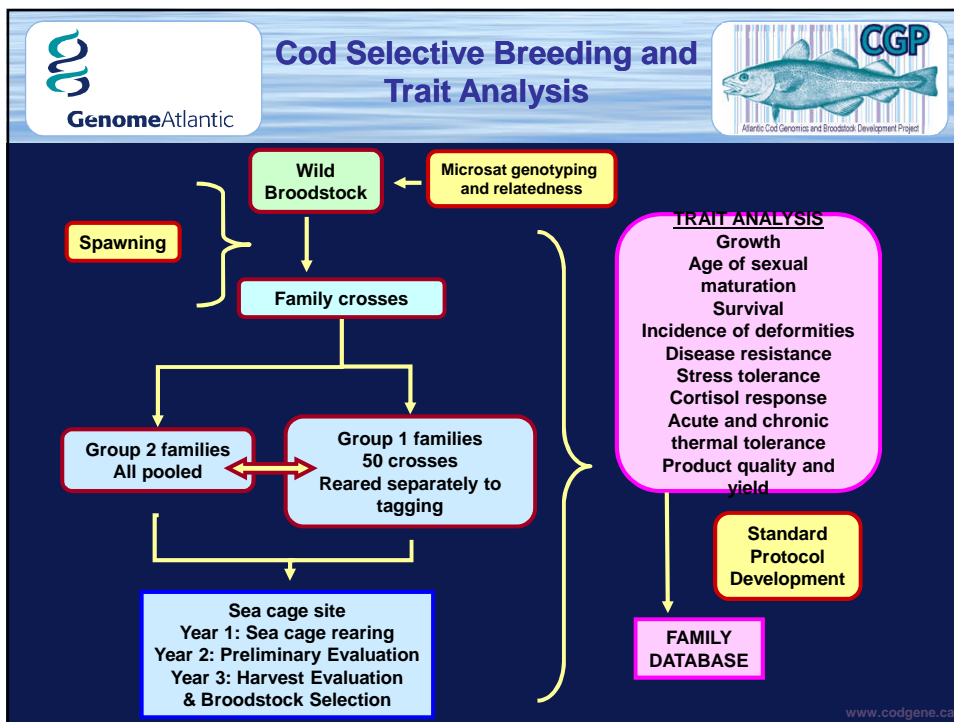 GenomeAtlantic
Cod Selective Breeding and
Trait Analysis
CGP
Atlantic Cod Genomics and Broodstock Development Project
Wild
Broodstock
Microsat genotyping
and relatedness
Spawning
Family crosses
Group 2 families
All pooled
Group 1 families
50 crosses
Reared separately to
tagging
Sea cage site
Year 1: Sea cage rearing
Year 2: Preliminary Evaluation
Year 3: Harvest Evaluation
& Broodstock Selection
TRAIT ANALYSIS
Growth
Age of sexual
maturation
Survival
Incidence of deformities
Disease resistance
Stress tolerance
Cortisol response
Acute and chronic
thermal tolerance
Product quality and
yield
Standard
Protocol
Development
FAMILY
DATABASE
www.codgene.ca